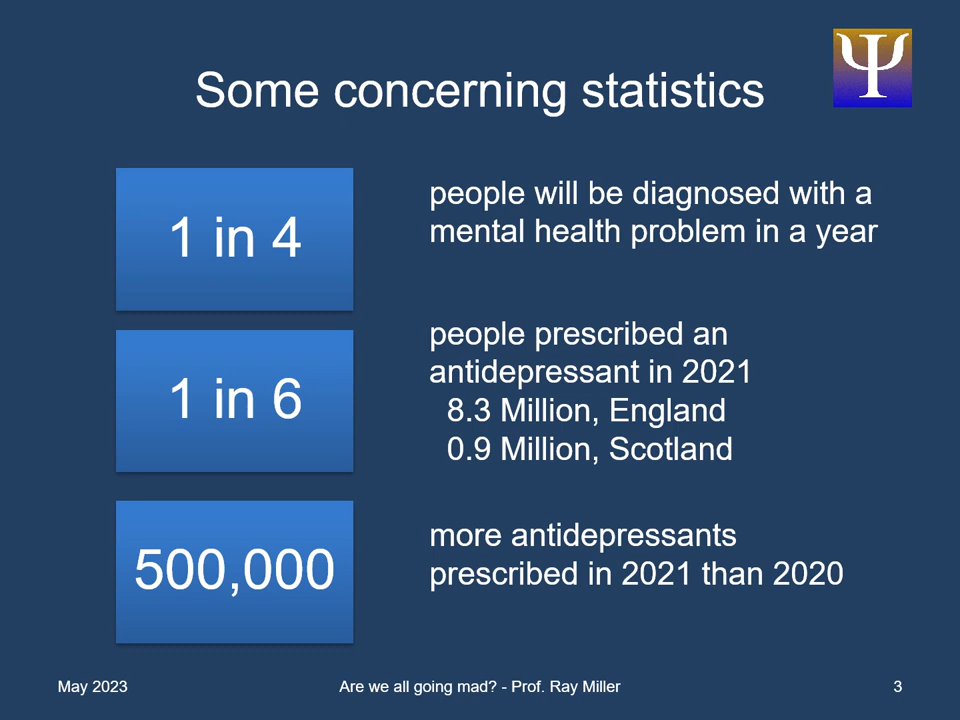 Some concerning statistics
Ψ
1 in 4
people will be diagnosed with a
mental health problem in a year
1 in 6
people prescribed an
antidepressant in 2021
8.3 Million, England
0.9 Million, Scotland
500,000
more antidepressants
prescribed in 2021 than 2020
May 2023
Are we all going mad? - Prof. Ray Miller
3